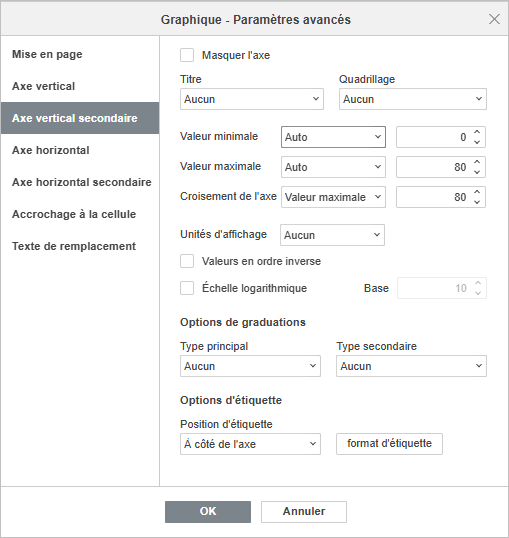 Graphique - Paramètres avancés
Mise en page
Axe vertical
Axe vertical secondaire
Axe horizontal
Axe horizontal secondaire
Accrochage à la cellule
Texte de remplacement
Masquer l'axe
Titre Quadrillage
Aucun Aucun
Valeur minimale Auto 0
Valeur maximale Auto 80
Croisement de l'axe Valeur maximale 80
Unités d'affichage Aucun
Valeurs en ordre inverse
Échelle logarithmique Base 10
Options de graduations
Type principal Type secondaire
Aucun Aucun
Options d'étiquette
Position d'étiquette
À côté de l'axe format d'étiquette
OK Annuler